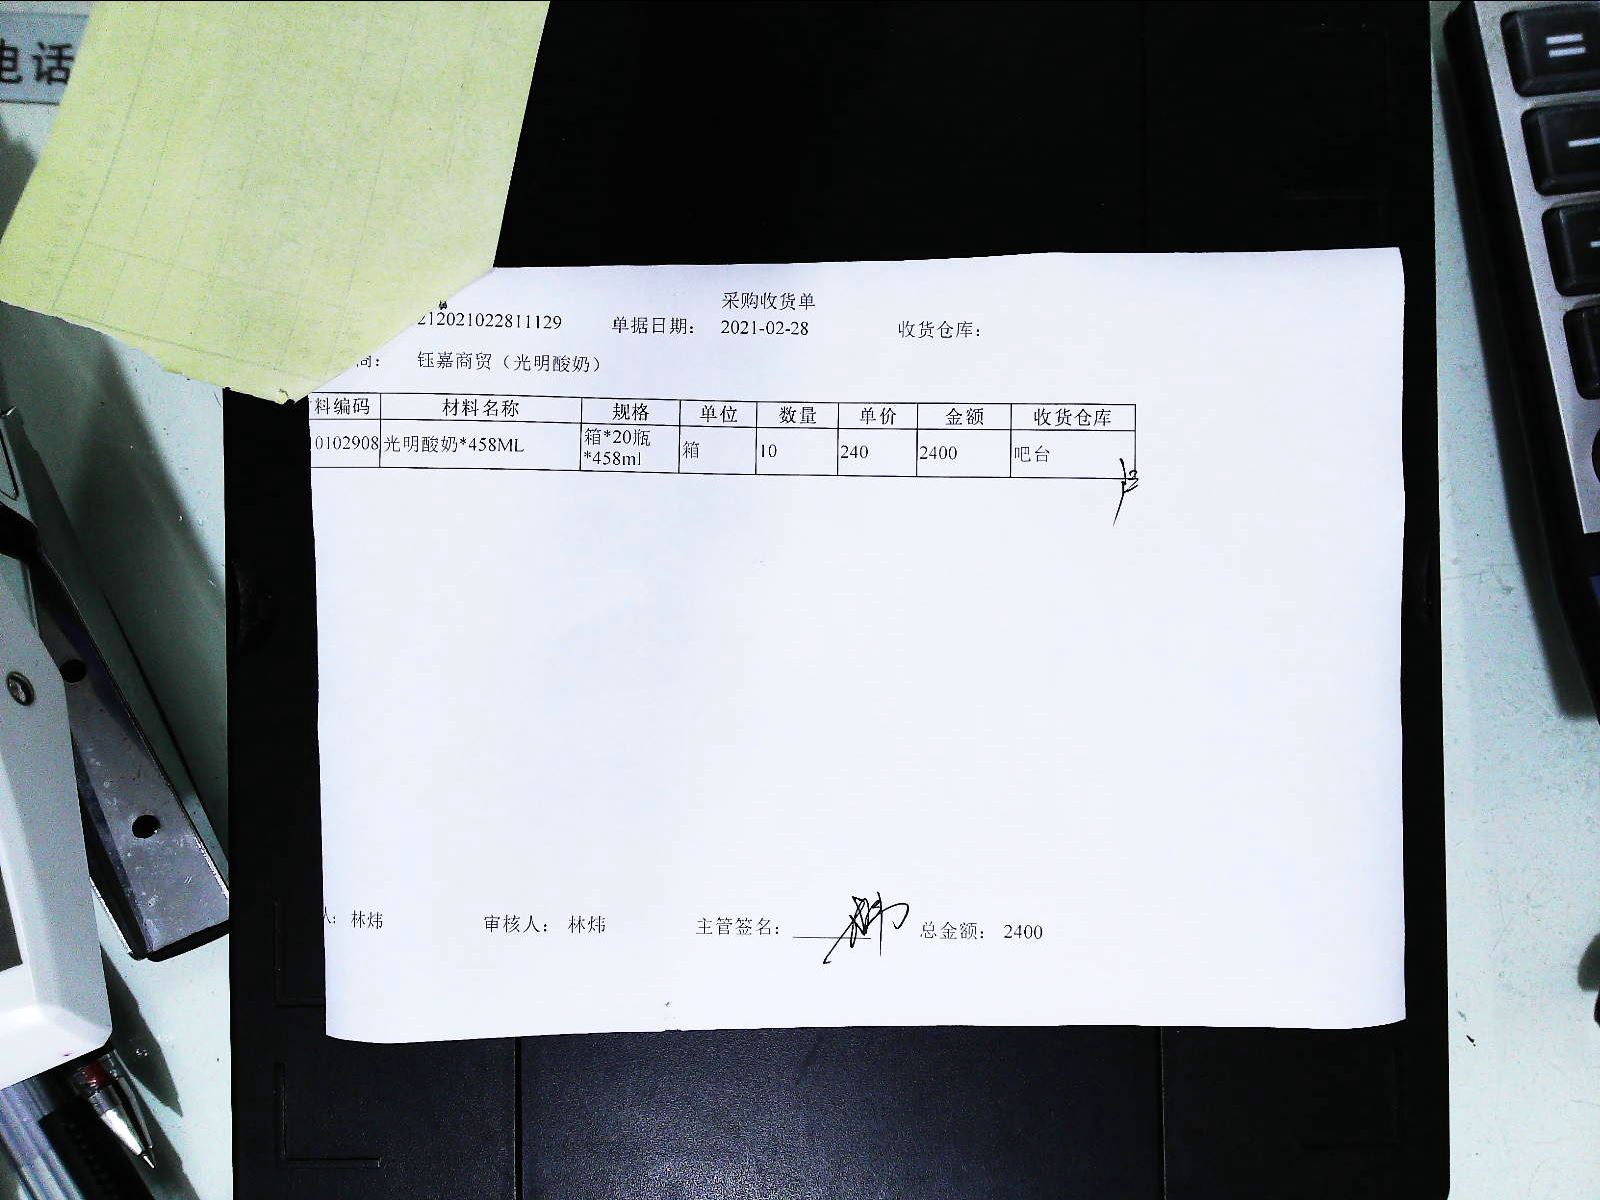 电话
采购收货单
212021022811129 单据日期： 2021-02-28 收货仓库：
商： 钰嘉商贸（光明酸奶）
料编码 材料名称 规格 单位 数量 单价 金额 收货仓库
10102908 光明酸奶*458ML 箱*20瓶 箱 10 240 2400 吧台
*458ml
人： 林炜 审核人： 林炜 主管签名： 总金额： 2400